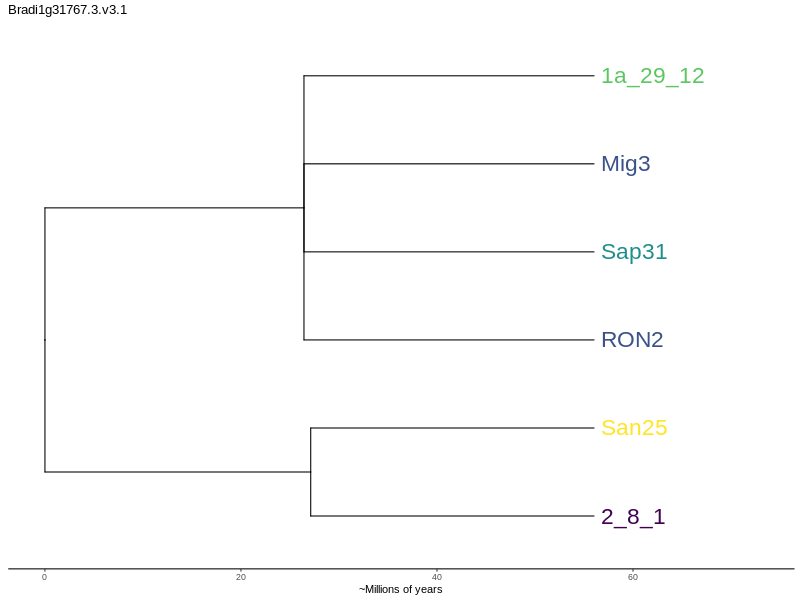 Bradi1g31767.3.v3.1
1a_29_12
Mig3
Sap31
RON2
San25
2_8_1
0 20 40 60
~Millions of years